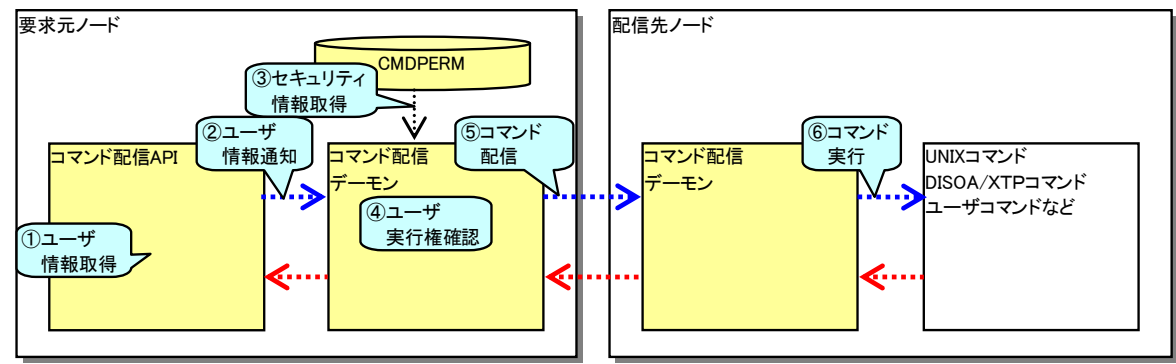 要求元ノード
CMDPERM
③セキュリティ
情報取得
コマンド配信API
②ユーザ
情報通知
コマンド配信
デーモン
⑤コマンド
配信
④ユーザ
実行権確認
①ユーザ
情報取得
配信先ノード
コマンド配信
デーモン
⑥コマンド
実行
UNIXコマンド
DISOA/XTPコマンド
ユーザコマンドなど